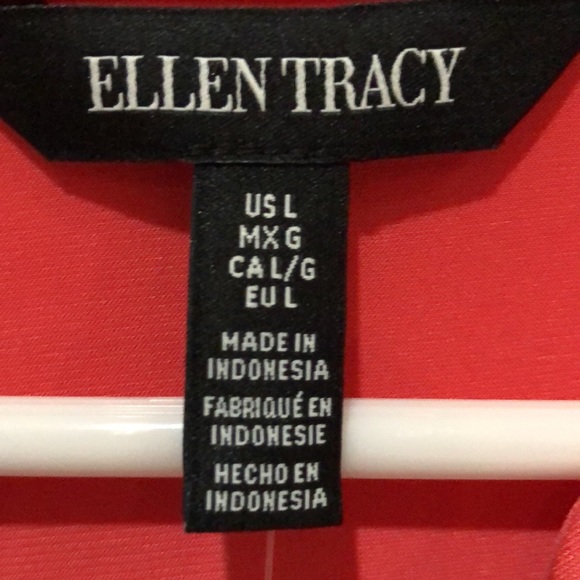 ELLEN TRACY
US L
MX G
CA L/G
EU L
MADE IN
INDONESIA
FABRIQUÉ EN
INDONESIE
HECHO EN
INDONESIA